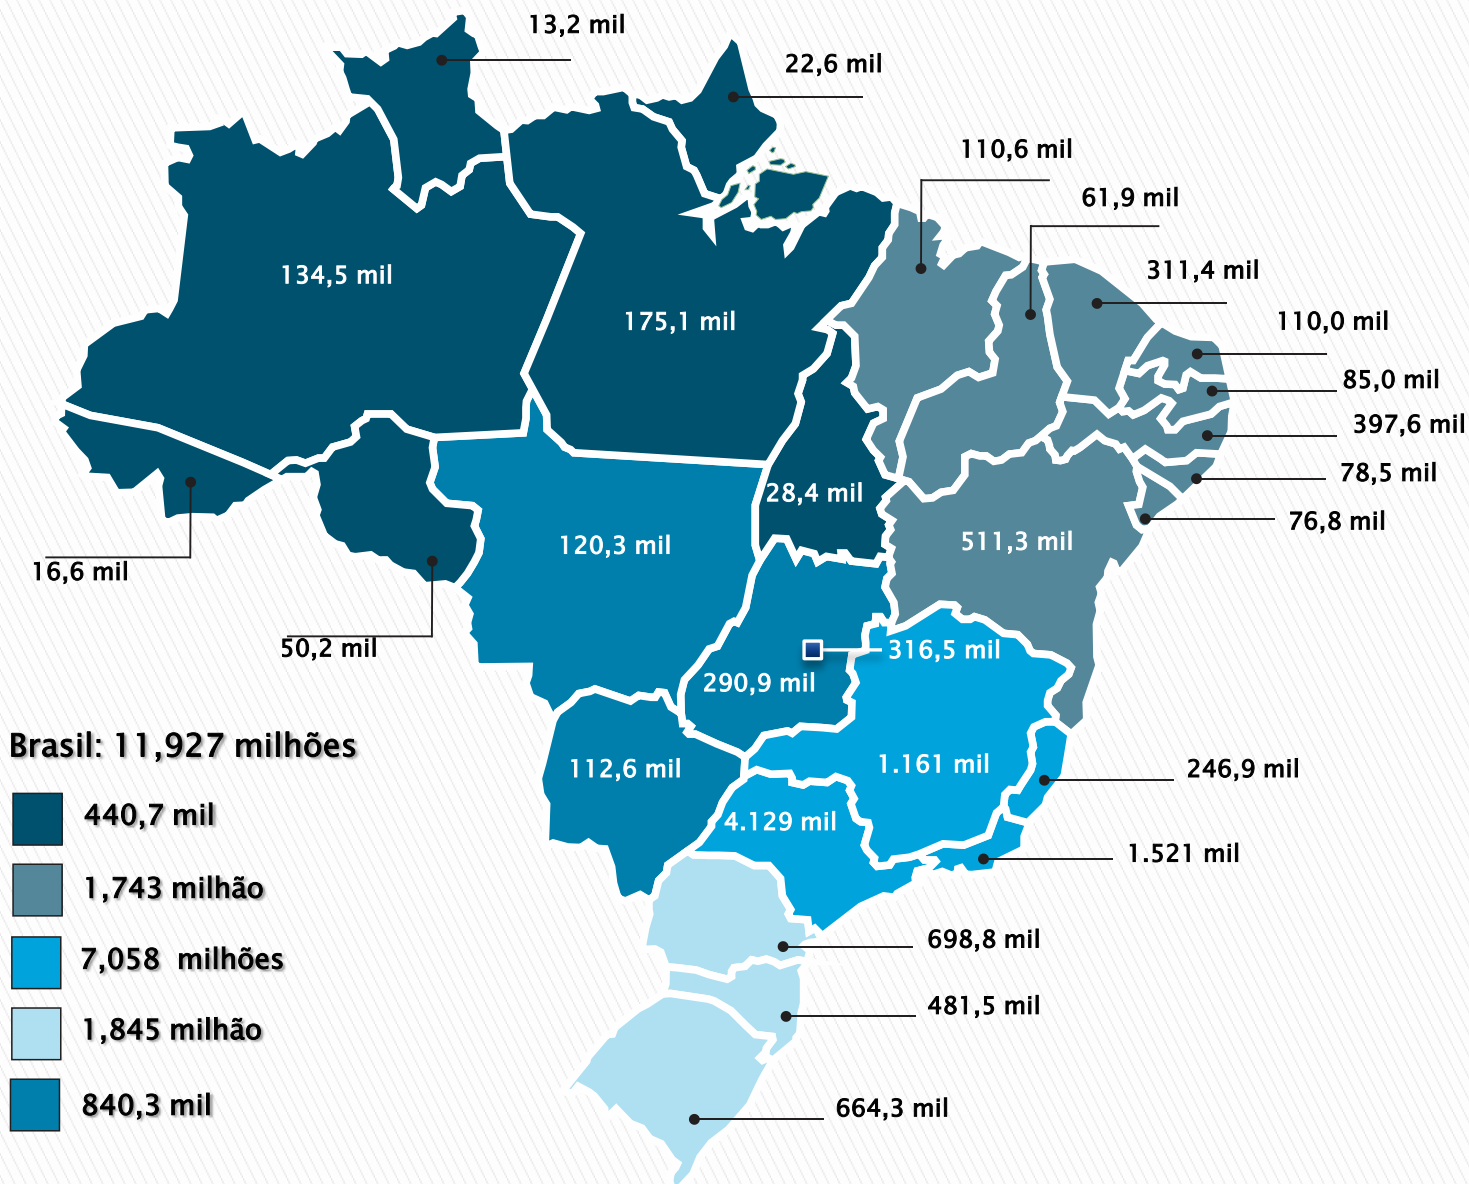 13,2 mil
22,6 mil
110,6 mil
61,9 mil
134,5 mil
311,4 mil
175,1 mil
110,0 mil
85,0 mil
397,6 mil
78,5 mil
28,4 mil
76,8 mil
120,3 mil
511,3 mil
16,6 mil
50,2 mil
316,5 mil
290,9 mil
Brasil: 11,927 milhões
112,6 mil
1.161 mil
246,9 mil
440,7 mil
4.129 mil
1.521 mil
1,743 milhão
698,8 mil
7,058 milhões
481,5 mil
1,845 milhão
840,3 mil
664,3 mil